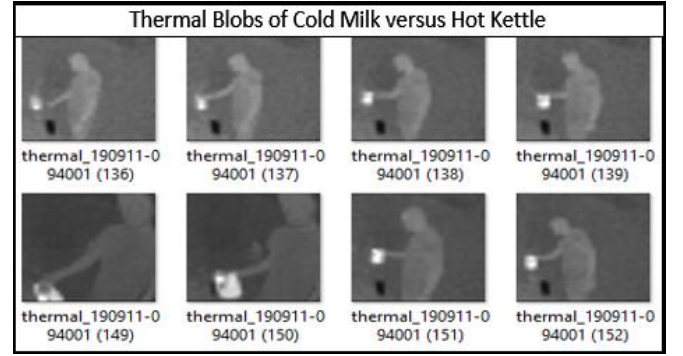 Thermal Blobs of Cold Milk versus Hot Kettle
thermal_190911-0
94001 (136)
thermal_190911-0
94001 (137)
thermal_190911-0
94001 (138)
thermal_190911-0
94001 (139)
thermal_190911-0
94001 (149)
thermal_190911-0
94001 (150)
thermal_190911-0
94001 (151)
thermal_190911-0
94001 (152)